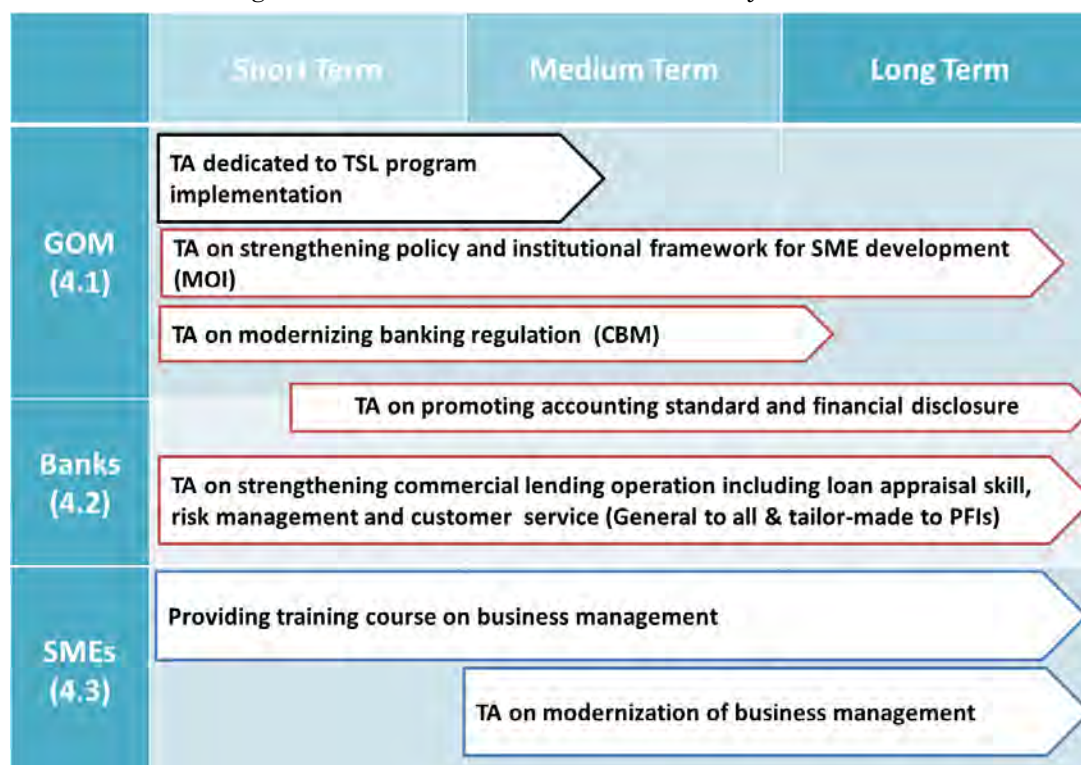 Short Term
Medium Term
Long Term
GOM
(4.1)
TA dedicated to TSL program
implementation
TA on strengthening policy and institutional framework for SME development
(MOI)
TA on modernizing banking regulation (CBM)
TA on promoting accounting standard and financial disclosure
Banks
(4.2)
TA on strengthening commercial lending operation including loan appraisal skill,
risk management and customer service (General to all & tailor-made to PFIs)
SMEs
(4.3)
Providing training course on business management
TA on modernization of business management